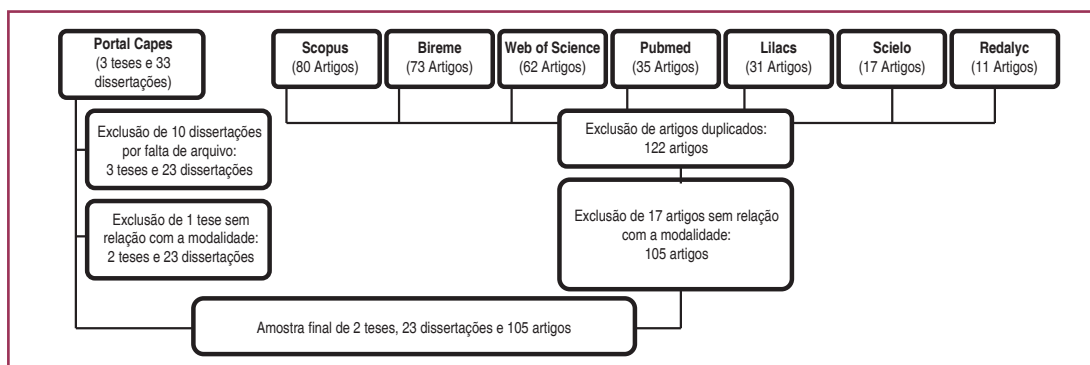 Portal Capes
(3 teses e 33
dissertações)
Scopus
(80 Artigos)
Bireme
(73 Artigos)
Web of Science
(62 Artigos)
Pubmed
(35 Artigos)
Lilacs
(31 Artigos)
Scielo
(17 Artigos)
Redalyc
(11 Artigos)
Exclusão de 10 dissertações
por falta de arquivo:
3 teses e 23 dissertações
Exclusão de artigos duplicados:
122 artigos
Exclusão de 1 tese sem
relação com a modalidade:
2 teses e 23 dissertações
Exclusão de 17 artigos sem relação
com a modalidade:
105 artigos
Amostra final de 2 teses, 23 dissertações e 105 artigos